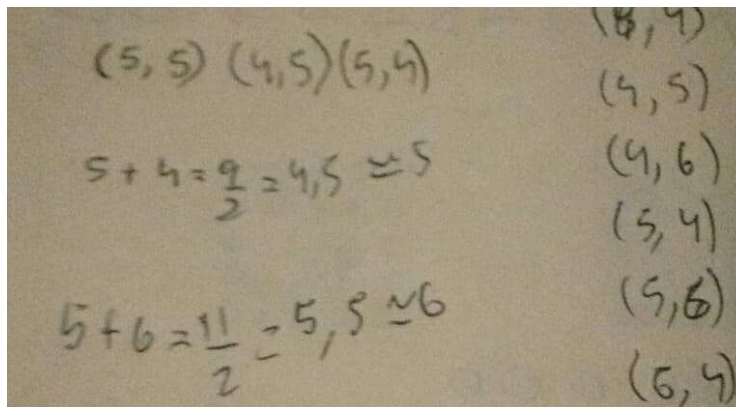 (5,5) (4,5) (5,4)
5 + 4 = 9/2 = 4,5 ≃ 5
5 + 6 = 11/2 = 5,5 ≃ 6
(4,5)
(4,6)
(5,4)
(5,6)
(6,4)